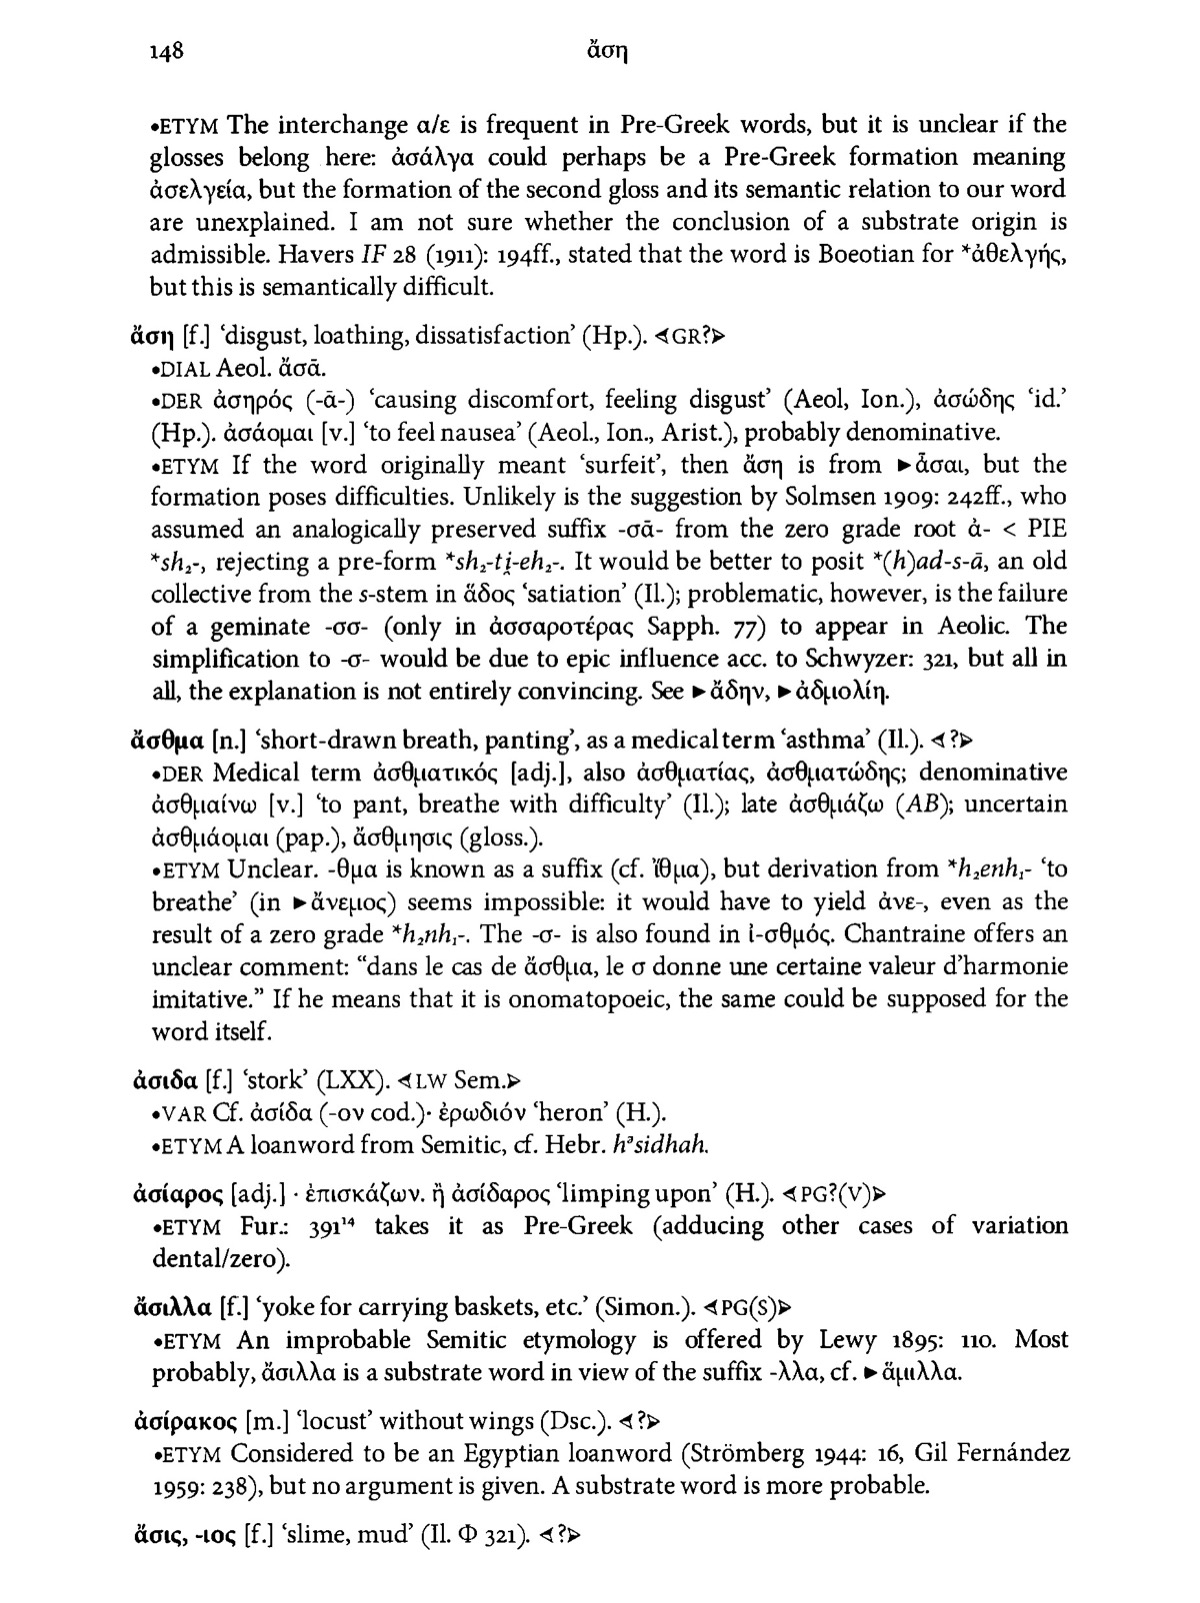 148
ἄση
•ETYM The interchange α/ε is frequent in Pre-Greek words, but it is unclear if the
glosses belong here: ἀσάλγα could perhaps be a Pre-Greek formation meaning
ἀσελγεία, but the formation of the second gloss and its semantic relation to our word
are unexplained. I am not sure whether the conclusion of a substrate origin is
admissible. Havers IF 28 (1911): 194ff., stated that the word is Boeotian for *ἀθελγής,
but this is semantically difficult.
ἄση [f.] ‘disgust, loathing, dissatisfaction’ (Hp.). ⊲GR?⊳
•DIAL Aeol. ἄσᾱ.
•DER ἀσηρός (-ᾱ-) ‘causing discomfort, feeling disgust’ (Aeol, Ion.), ἀσώδης ‘id.’
(Hp.). ἀσάομαι [v.] ‘to feel nausea’ (Aeol., Ion., Arist.), probably denominative.
•ETYM If the word originally meant ‘surfeit’, then ἄση is from ►ἆσαι, but the
formation poses difficulties. Unlikely is the suggestion by Solmsen 1909: 242ff., who
assumed an analogically preserved suffix -σᾱ- from the zero grade root ἀ- < PIE
*sh₂-, rejecting a pre-form *sh₂-ti̯-eh₂-. It would be better to posit *(h)ad-s-ā, an old
collective from the s-stem in ἄδος ‘satiation’ (Il.); problematic, however, is the failure
of a geminate -σσ- (only in ἀσσαροτέρας Sapph. 77) to appear in Aeolic. The
simplification to -σ- would be due to epic influence acc. to Schwyzer: 321, but all in
all, the explanation is not entirely convincing. See ►ἄδην, ►ἀδμολίη.
ἄσθμα [n.] ‘short-drawn breath, panting’, as a medical term ‘asthma’ (Il.). ⊲?⊳
•DER Medical term ἀσθματικός [adj.], also ἀσθματίας, ἀσθματώδης; denominative
ἀσθμαίνω [v.] ‘to pant, breathe with difficulty’ (Il.); late ἀσθμάζω (AB); uncertain
ἀσθμάομαι (pap.), ἄσθμησις (gloss.).
•ETYM Unclear. -θμα is known as a suffix (cf. ἴθμα), but derivation from *h₂enh₁- ‘to
breathe’ (in ►ἄνεμος) seems impossible: it would have to yield ἀνε-, even as the
result of a zero grade *h₂nh₁-. The -σ- is also found in ἰ-σθμός. Chantraine offers an
unclear comment: “dans le cas de ἄσθμα, le σ donne une certaine valeur d’harmonie
imitative.” If he means that it is onomatopoeic, the same could be supposed for the
word itself.
ἀσιδα [f.] ‘stork’ (LXX). ⊲LW Sem.⊳
•VAR Cf. ἀσίδα (-ον cod.)· ἐρωδιόν ‘heron’ (H.).
•ETYM A loanword from Semitic, cf. Hebr. hᵊsidhah.
ἀσίαρος [adj.] · ἐπισκάζων. ἢ ἀσίδαρος ‘limping upon’ (H.). ⊲PG?(V)⊳
•ETYM Fur.: 391¹⁴ takes it as Pre-Greek (adducing other cases of variation
dental/zero).
ἄσιλλα [f.] ‘yoke for carrying baskets, etc.’ (Simon.). ⊲PG(S)⊳
•ETYM An improbable Semitic etymology is offered by Lewy 1895: 110. Most
probably, ἄσιλλα is a substrate word in view of the suffix -λλα, cf. ►ἅμιλλα.
ἀσίρακος [m.] ‘locust’ without wings (Dsc.). ⊲?⊳
•ETYM Considered to be an Egyptian loanword (Strömberg 1944: 16, Gil Fernández
1959: 238), but no argument is given. A substrate word is more probable.
ἄσις, -ιος [f.] ‘slime, mud’ (Il. Φ 321). ⊲?⊳